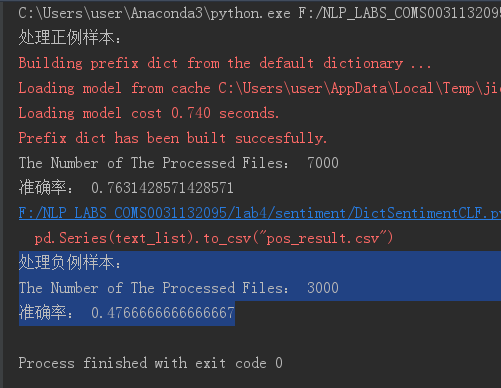 C:\Users\user\Anaconda3\python.exe F:/NLP_LABS_COMS0031132095
处理正例样本：
Building prefix dict from the default dictionary ...
Loading model from cache C:\Users\user\AppData\Local\Temp\jie
Loading model cost 0.740 seconds.
Prefix dict has been built succesfully.
The Number of The Processed Files： 7000
准确率： 0.7631428571428571
F:/NLP_LABS_COMS0031132095/lab4/sentiment/DictSentimentCLF.py
pd.Series(text_list).to_csv("pos_result.csv")
处理负例样本：
The Number of The Processed Files： 3000
准确率： 0.4766666666666667
Process finished with exit code 0